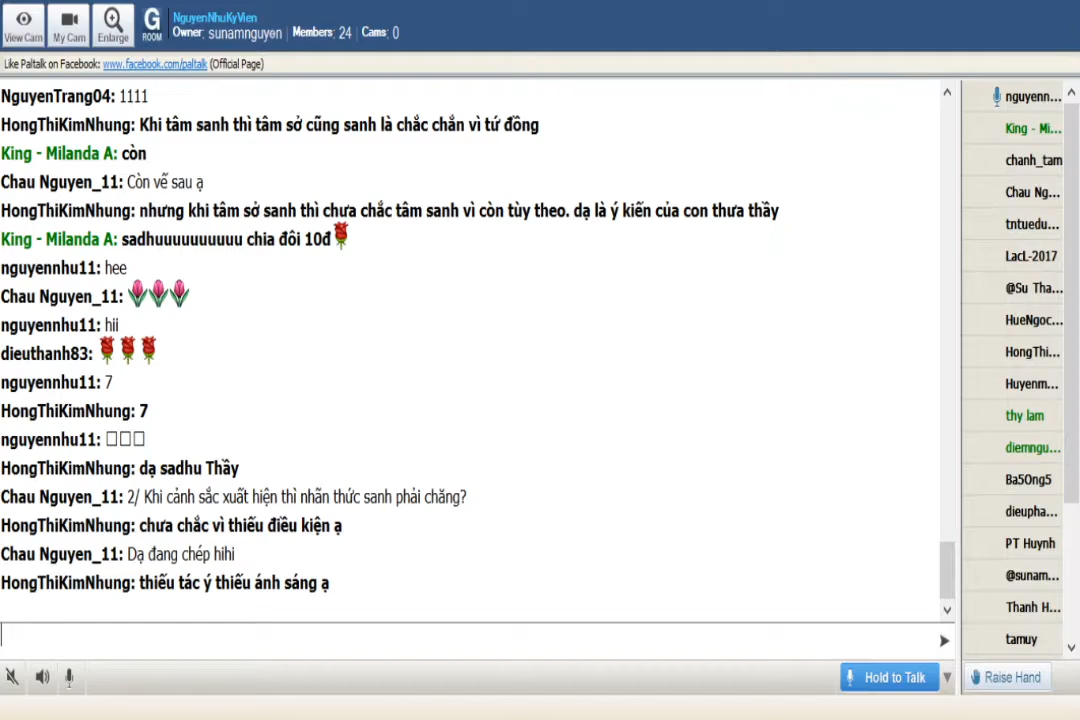 NguyenNhuKyVien
View Cam My Cam Enlarge G ROOM Owner: sunamnguyen Members: 24 Cams: 0
Like Paltalk on Facebook: www.facebook.com/paltalk (Official Page)
NguyenTrang04: 1111
HongThiKimNhung: Khi tâm sanh thì tâm sở cũng sanh là chắc chắn vì tứ đồng
King - Milanda A: còn
Chau Nguyen_11: Còn vế sau ạ
HongThiKimNhung: nhưng khi tâm sở sanh thì chưa chắc tâm sanh vì còn tùy theo. dạ là ý kiến của con thưa thầy
King - Milanda A: sadhuuuuuuuuuu chia đôi 10đ
nguyennhu11: hee
Chau Nguyen_11:
nguyennhu11: hii
dieuthanh83:
nguyennhu11: 7
HongThiKimNhung: 7
nguyennhu11: □□□
HongThiKimNhung: dạ sadhu Thầy
Chau Nguyen_11: 2/ Khi cảnh sắc xuất hiện thì nhãn thức sanh phải chăng?
HongThiKimNhung: chưa chắc vì thiếu điều kiện ạ
Chau Nguyen_11: Dạ đang chép hihi
HongThiKimNhung: thiếu tác ý thiếu ánh sáng ạ
nguyenn...
King - Mi...
chanh_tam
Chau Ng...
tntuedu...
LacL-2017
@Su Tha...
HueNgoc...
HongThi...
Huyenm...
thy lam
diemngu...
Ba5Ong5
dieupha...
PT Huynh
@sunam...
Thanh H...
tamuy
Hold to Talk
Raise Hand